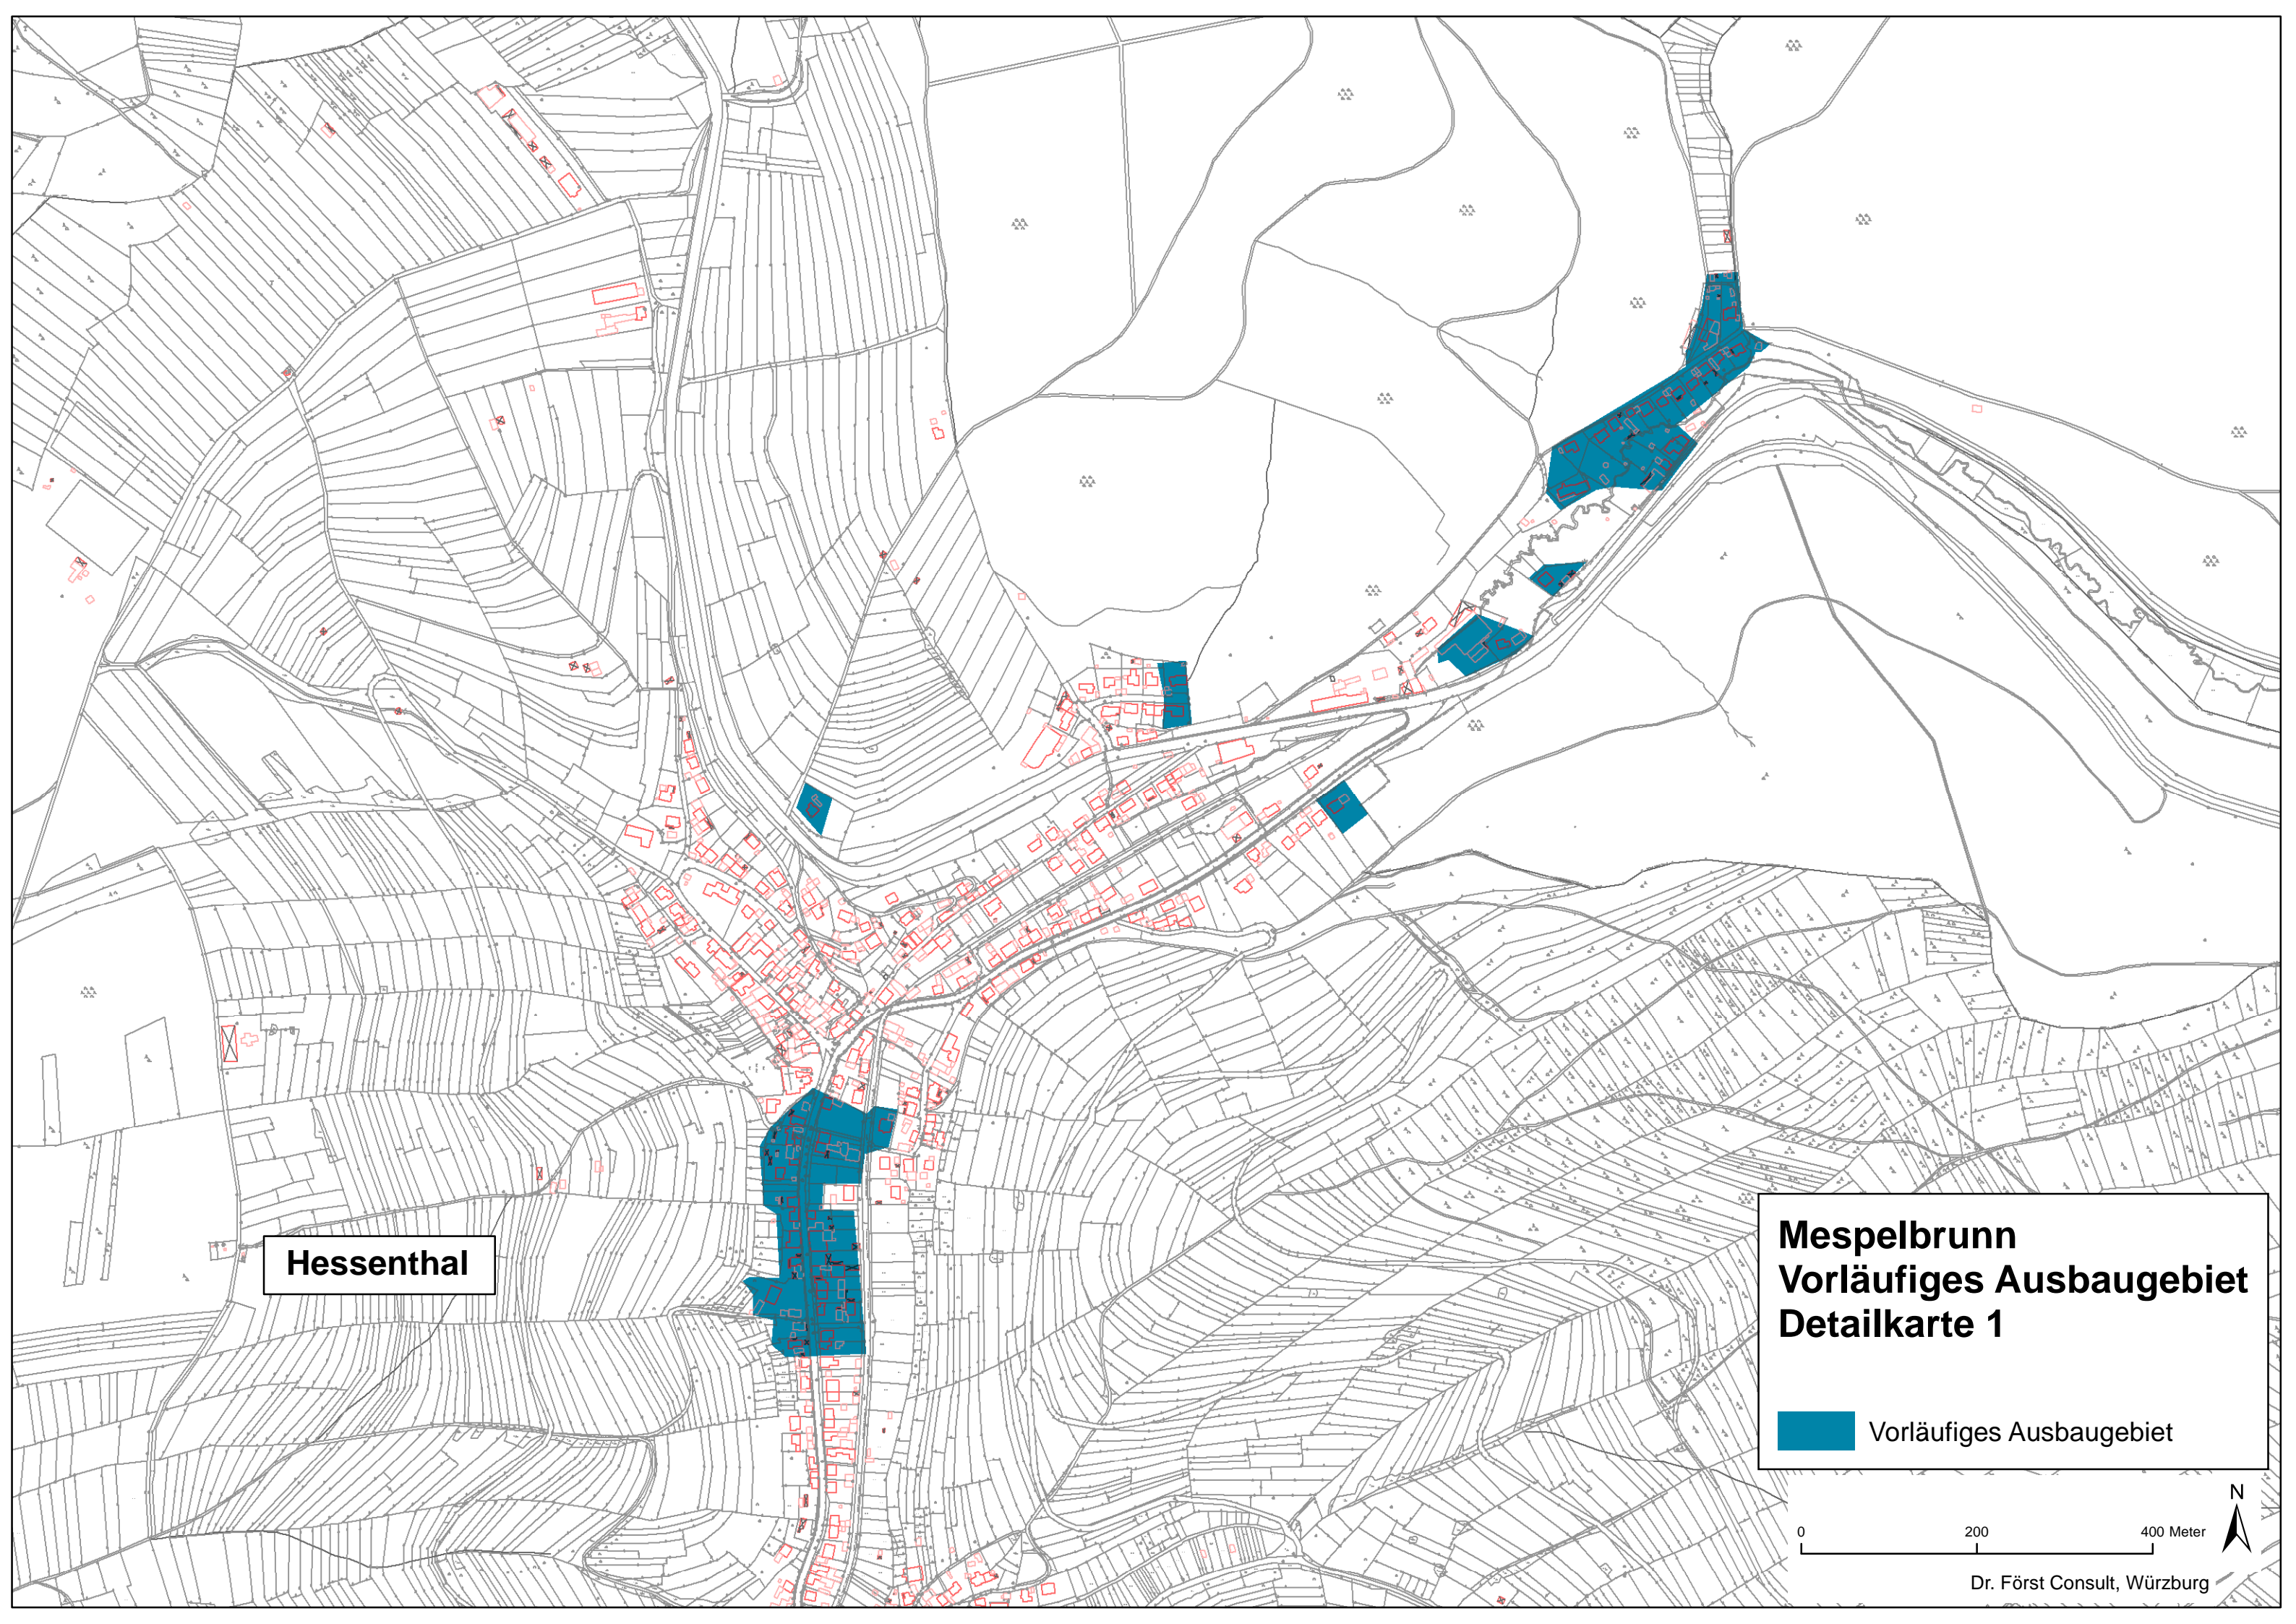 Hessenthal
Mespelbrunn
Vorläufiges Ausbaugebiet
Detailkarte 1
Vorläufiges Ausbaugebiet
N
0 200 400 Meter
Dr. Först Consult, Würzburg